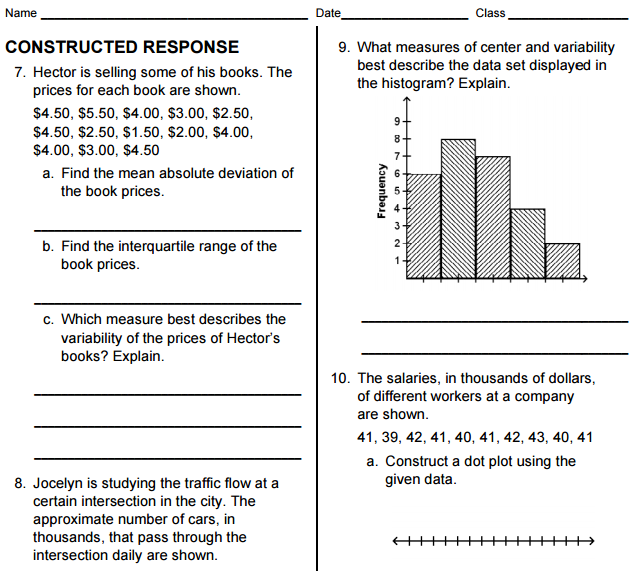 Name
Date
Class
CONSTRUCTED RESPONSE
7. Hector is selling some of his books. The
prices for each book are shown.
$4.50, $5.50, $4.00, $3.00, $2.50,
$4.50, $2.50, $1.50, $2.00, $4.00,
$4.00, $3.00, $4.50
a. Find the mean absolute deviation of
the book prices.
b. Find the interquartile range of the
book prices.
c. Which measure best describes the
variability of the prices of Hector's
books? Explain.
8. Jocelyn is studying the traffic flow at a
certain intersection in the city. The
approximate number of cars, in
thousands, that pass through the
intersection daily are shown.
9. What measures of center and variability
best describe the data set displayed in
the histogram? Explain.
Frequency
9
8
7
6
5
4
3
2
1
10. The salaries, in thousands of dollars,
of different workers at a company
are shown.
41, 39, 42, 41, 40, 41, 42, 43, 40, 41
a. Construct a dot plot using the
given data.